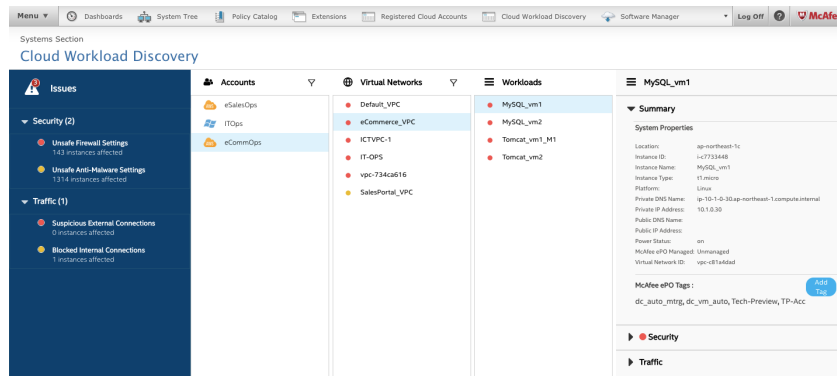 Menu ▼ Dashboards System Tree Policy Catalog Extensions Registered Cloud Accounts Cloud Workload Discovery Software Manager Log Off ? McAfee
Systems Section
Cloud Workload Discovery
3
Issues
Security (2)
Unsafe Firewall Settings
143 instances affected
Unsafe Anti-Malware Settings
1314 instances affected
Traffic (1)
Suspicious External Connections
0 instances affected
Blocked Internal Connections
1 instances affected
Accounts
eSalesOps
ITOps
eCommOps
Virtual Networks
Default_VPC
eCommerce_VPC
ICTVPC-1
IT-OPS
vpc-734ca616
SalesPortal_VPC
Workloads
MySQL_vm1
MySQL_vm2
Tomcat_vm1_M1
Tomcat_vm2
MySQL_vm1
Summary
System Properties
Location: ap-northeast-1c
Instance ID: i-c7733448
Instance Name: MySQL_vm1
Instance Type: t1.micro
Platform: Linux
Private DNS Name: ip-10-1-0-30.ap-northeast-1.compute.internal
Private IP Address: 10.1.0.30
Public DNS Name:
Public IP Address:
Power Status: on
McAfee ePO Managed: Unmanaged
Virtual Network ID: vpc-c81a4dad
McAfee ePO Tags :
Add
Tag
dc_auto_mtrg, dc_vm_auto, Tech-Preview, TP-Acc
Security
Traffic